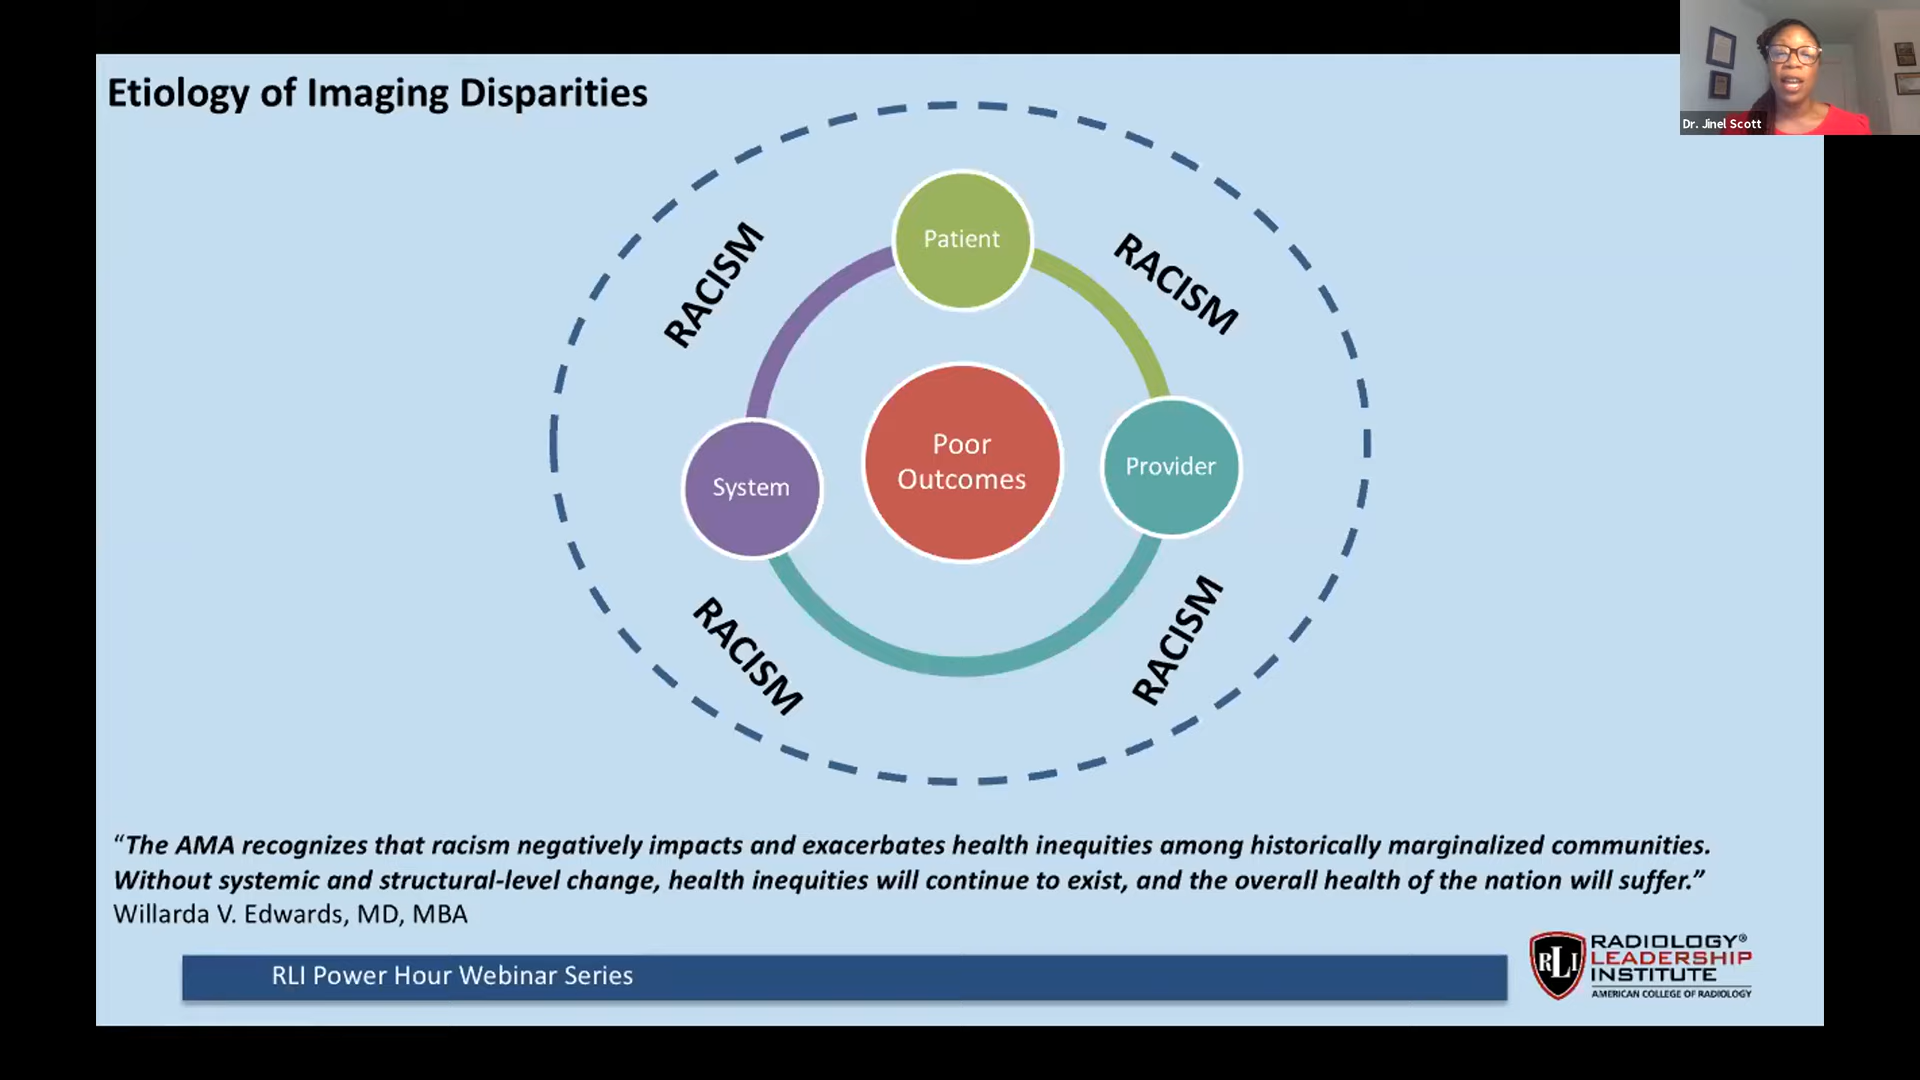 Etiology of Imaging Disparities
Dr. Jinel Scott
Patient
RACISM
RACISM
Poor
Outcomes
Provider
System
RACISM
RACISM
“The AMA recognizes that racism negatively impacts and exacerbates health inequities among historically marginalized communities.
Without systemic and structural-level change, health inequities will continue to exist, and the overall health of the nation will suffer.”
Willarda V. Edwards, MD, MBA
RLI Power Hour Webinar Series
RLI
RADIOLOGY®
LEADERSHIP
INSTITUTE
AMERICAN COLLEGE OF RADIOLOGY